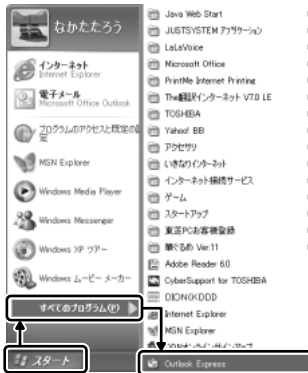 なかたたろう
インターネット
Internet Explorer
電子メール
Microsoft Office Outlook
プログラムのアクセスと既定の
定
MSN Explorer
Windows Media Player
Windows Messenger
Windows XP ツアー
Windows ムービー メーカー
すべてのプログラム(P)
スタート
Java Web Start
JUSTSYSTEM アプリケーション
LaLaVoice
Microsoft Office
PrintMe Internet Printing
The翻訳インターネット V7.0 LE
TOSHIBA
Yahoo! BB
アクセサリ
いきなりインターネット
インターネット接続サービス
ゲーム
スタートアップ
東芝PCお客様登録
筆ぐるめ Ver.11
Adobe Reader 6.0
CyberSupport for TOSHIBA
DION(KDDI)
Internet Explorer
MSN Explorer
Outlook Express